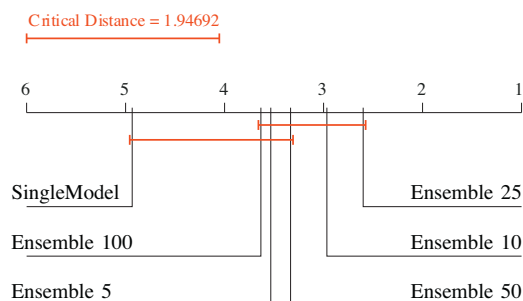 Critical Distance = 1.94692
6 5 4 3 2 1
SingleModel Ensemble 25
Ensemble 100 Ensemble 10
Ensemble 5 Ensemble 50